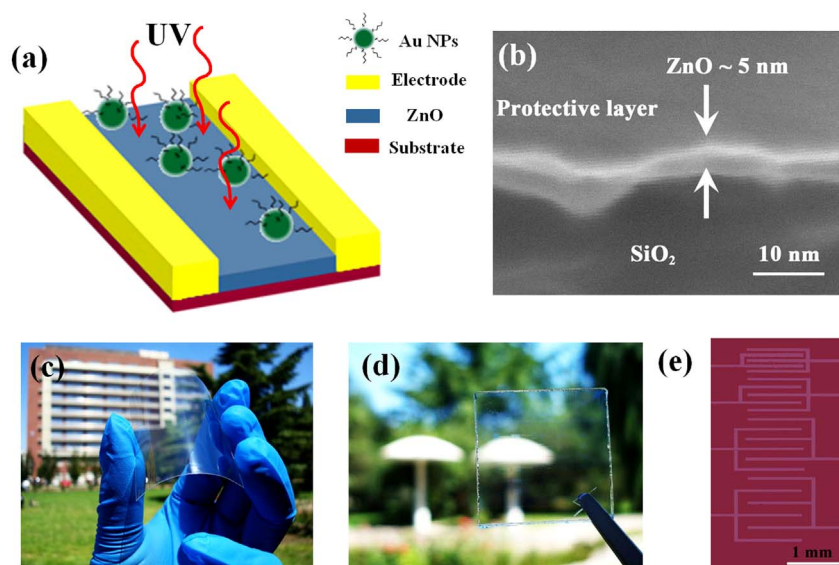 (a)
UV
Au NPs
Electrode
ZnO
Substrate
(b)
ZnO ~ 5 nm
Protective layer
SiO₂
10 nm
(c)
(d)
(e)
1 mm